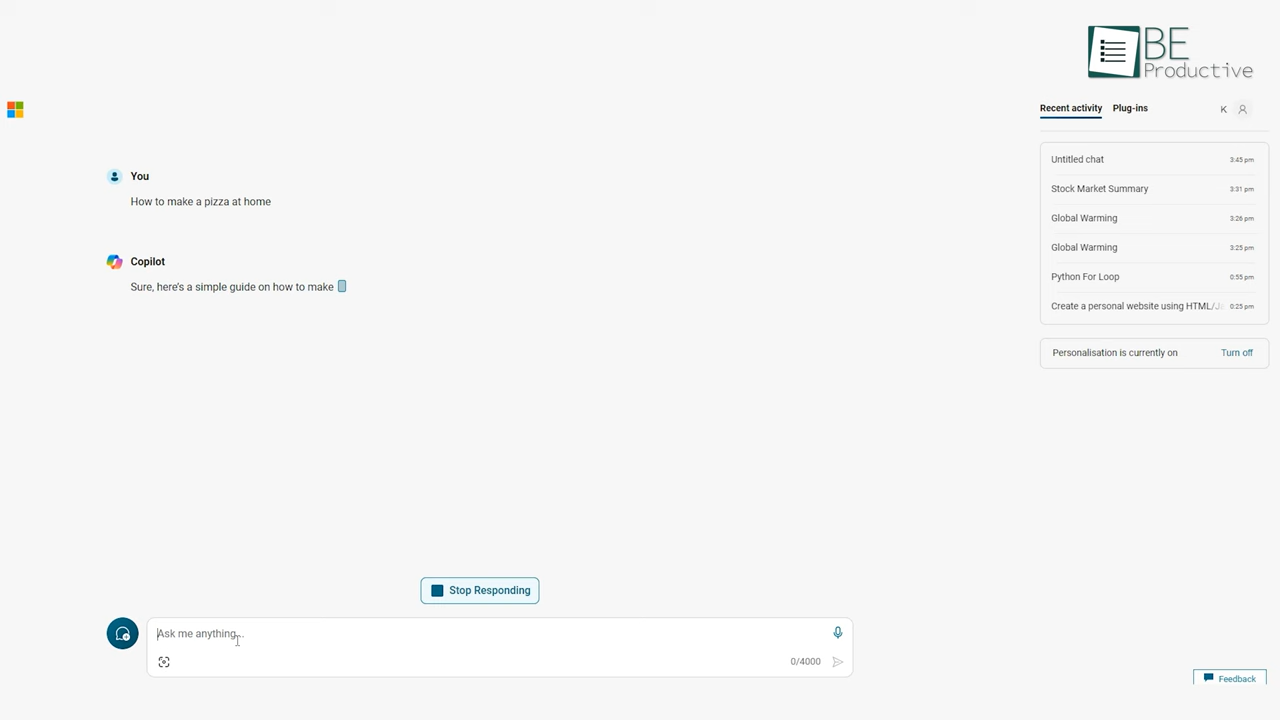 BE
Productive
Recent activity Plug-ins K
You
How to make a pizza at home
Copilot
Sure, here's a simple guide on how to make
Untitled chat 3:45 pm
Stock Market Summary 3:31 pm
Global Warming 3:26 pm
Global Warming 3:25 pm
Python For Loop 0:55 pm
Create a personal website using HTML/Ja 0:25 pm
Personalisation is currently on Turn off
Stop Responding
Ask me anything...
0/4000
Feedback